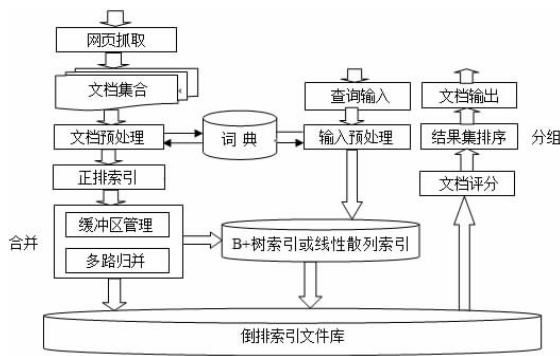 网页抓取
文档集合
查询输入
文档输出
文档预处理
词典
输入预处理
结果集排序
分组
正排索引
文档评分
合并
缓冲区管理
多路归并
B+树索引或线性散列索引
倒排索引文件库